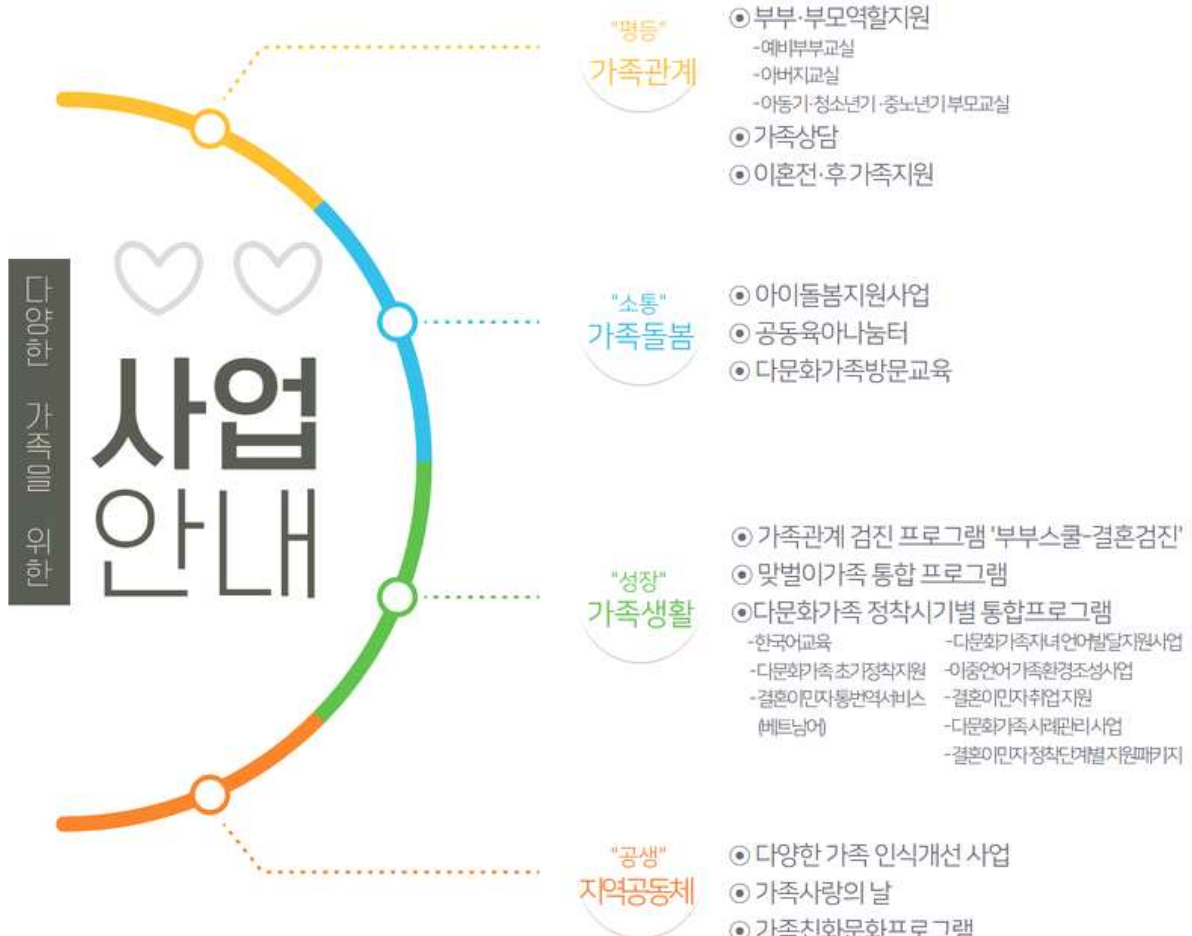 다양한 가족을 위한
사업
안내
"평등"
가족관계
⦿ 부부·부모역할지원
-예비부부교실
-아버지교실
-아동기·청소년기·중노년기 부모교실
⦿ 가족상담
⦿ 이혼전·후 가족지원
"소통"
가족돌봄
⦿ 아이돌봄지원사업
⦿ 공동육아나눔터
⦿ 다문화가족방문교육
"성장"
가족생활
⦿ 가족관계 검진 프로그램 '부부스쿨-결혼검진'
⦿ 맞벌이가족 통합 프로그램
⦿다문화가족 정착시기별 통합프로그램
-한국어교육
-다문화가족 초기정착지원
-결혼이민자 통번역서비스
(베트남어)
-다문화가족자녀 언어발달지원사업
-이중언어 가족환경조성사업
-결혼이민자 취업 지원
-다문화가족 사례관리 사업
-결혼이민자 정착단계별 지원패키지
"공생"
지역공동체
⦿ 다양한 가족 인식개선 사업
⦿ 가족사랑의 날
⦿ 가족친화문화프로그램